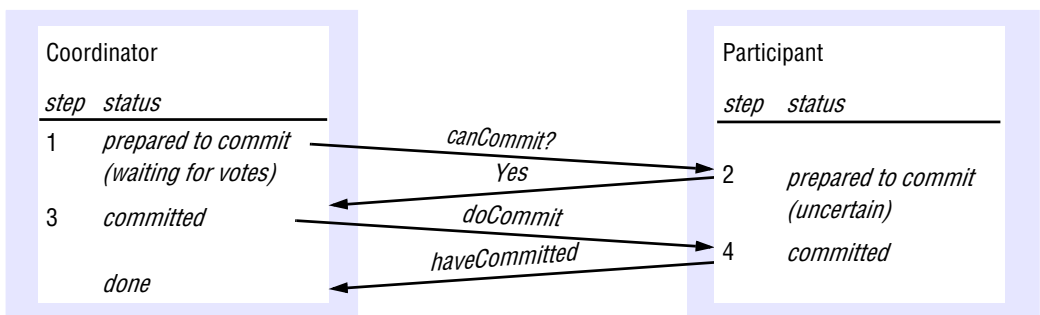 Coordinator
step status
1 prepared to commit
(waiting for votes)
3 committed
done
canCommit?
Yes
doCommit
haveCommitted
Participant
step status
2 prepared to commit
(uncertain)
4 committed